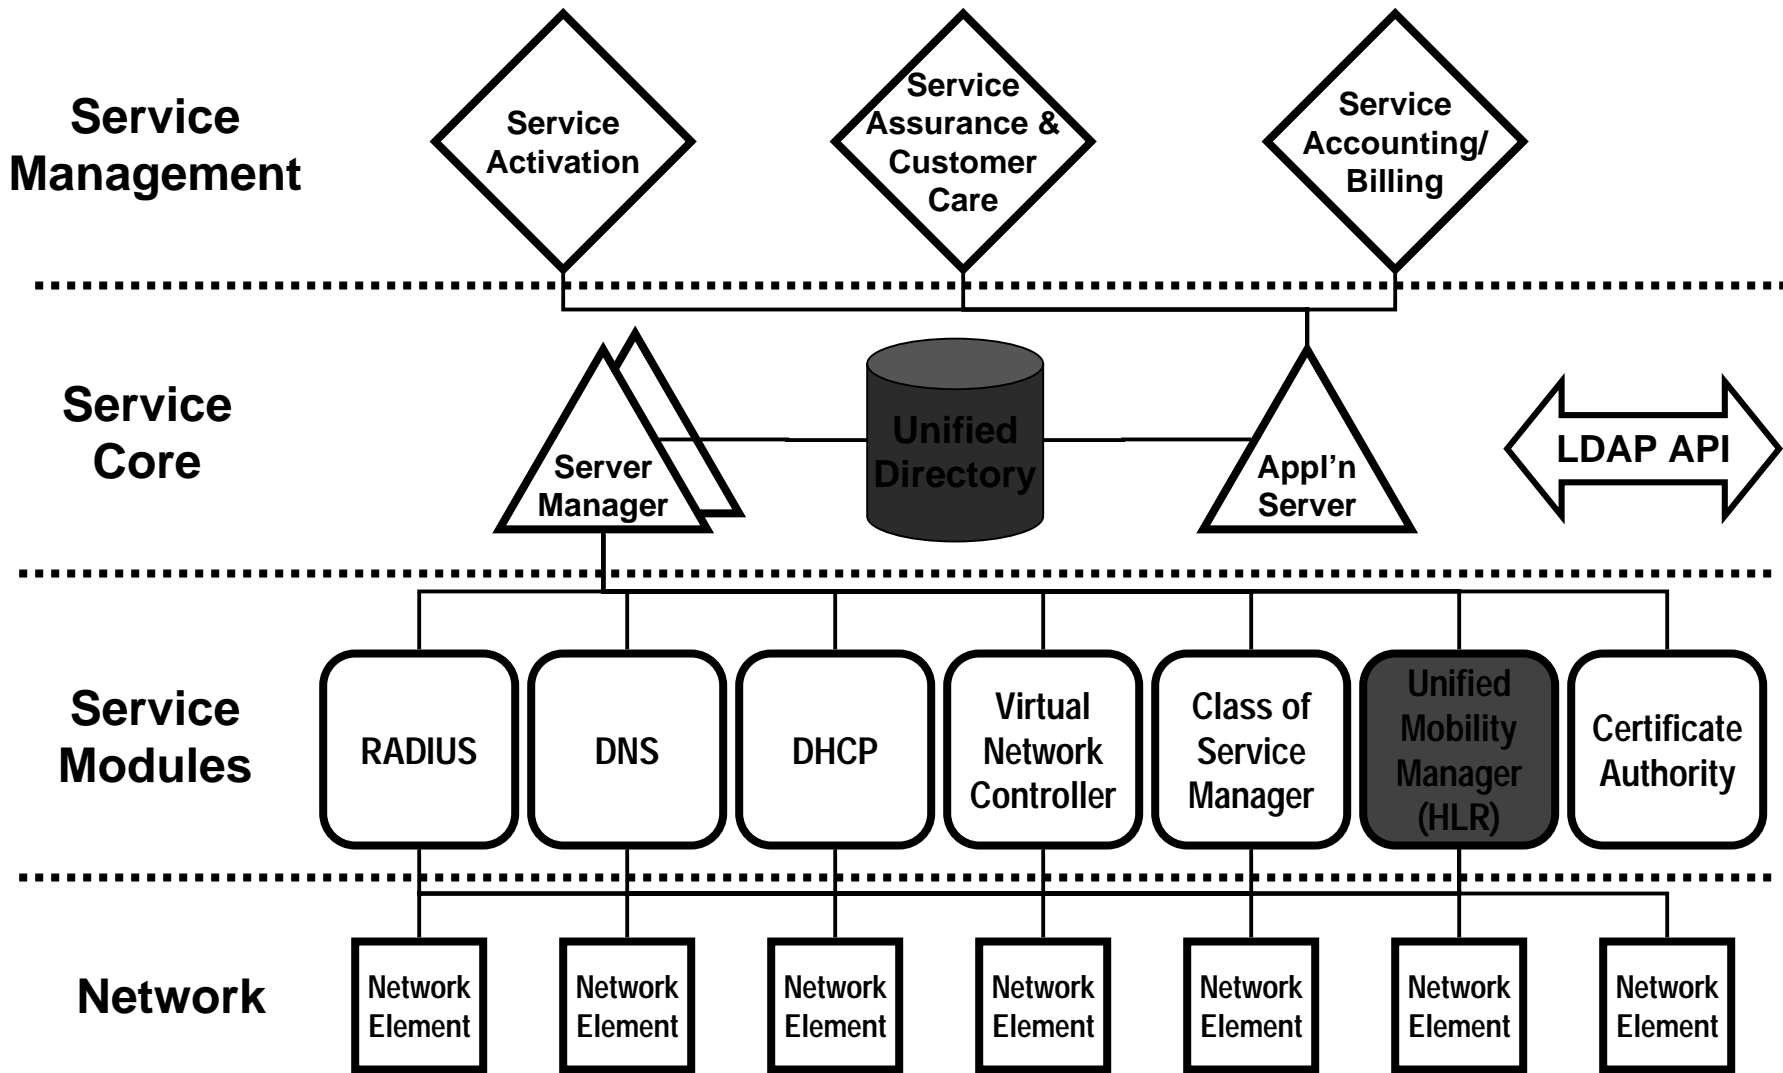 Service
Management
Service
Activation
Service
Assurance &
Customer
Care
Service
Accounting/
Billing
Service
Core
Server
Manager
Unified
Directory
Appl'n
Server
LDAP API
Service
Modules
RADIUS
DNS
DHCP
Virtual
Network
Controller
Class of
Service
Manager
Unified
Mobility
Manager
(HLR)
Certificate
Authority
Network
Network
Element
Network
Element
Network
Element
Network
Element
Network
Element
Network
Element
Network
Element